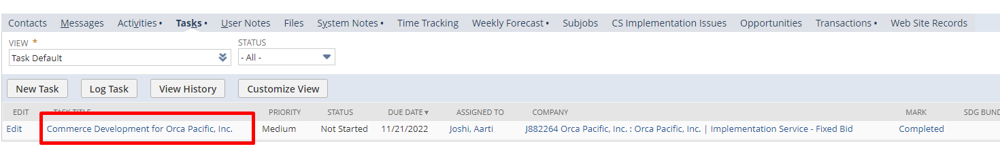 Contacts Messages Activities • Tasks • User Notes Files System Notes • Time Tracking Weekly Forecast • Subjobs CS Implementation Issues Opportunities Transactions • Web Site Records
VIEW * STATUS
Task Default - All -
New Task Log Task View History Customize View
EDIT TASK TITLE PRIORITY STATUS DUE DATE▼ ASSIGNED TO COMPANY MARK SDG BUND
Edit Commerce Development for Orca Pacific, Inc. Medium Not Started 11/21/2022 Joshi, Aarti J882264 Orca Pacific, Inc. : Orca Pacific, Inc. | Implementation Service - Fixed Bid Completed